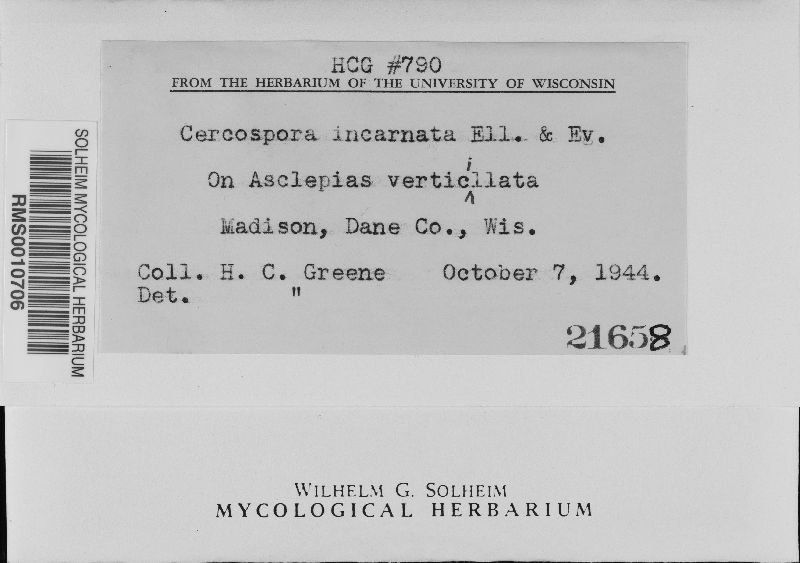 HCG #790
FROM THE HERBARIUM OF THE UNIVERSITY OF WISCONSIN
Cercospora incarnata Ell. & Ev.
On Asclepias verticillata
Madison, Dane Co., Wis.
Coll. H. C. Greene October 7, 1944.
Det. "
21658
SOLHEIM MYCOLOGICAL HERBARIUM
RMS0010706
WILHELM G. SOLHEIM
MYCOLOGICAL HERBARIUM